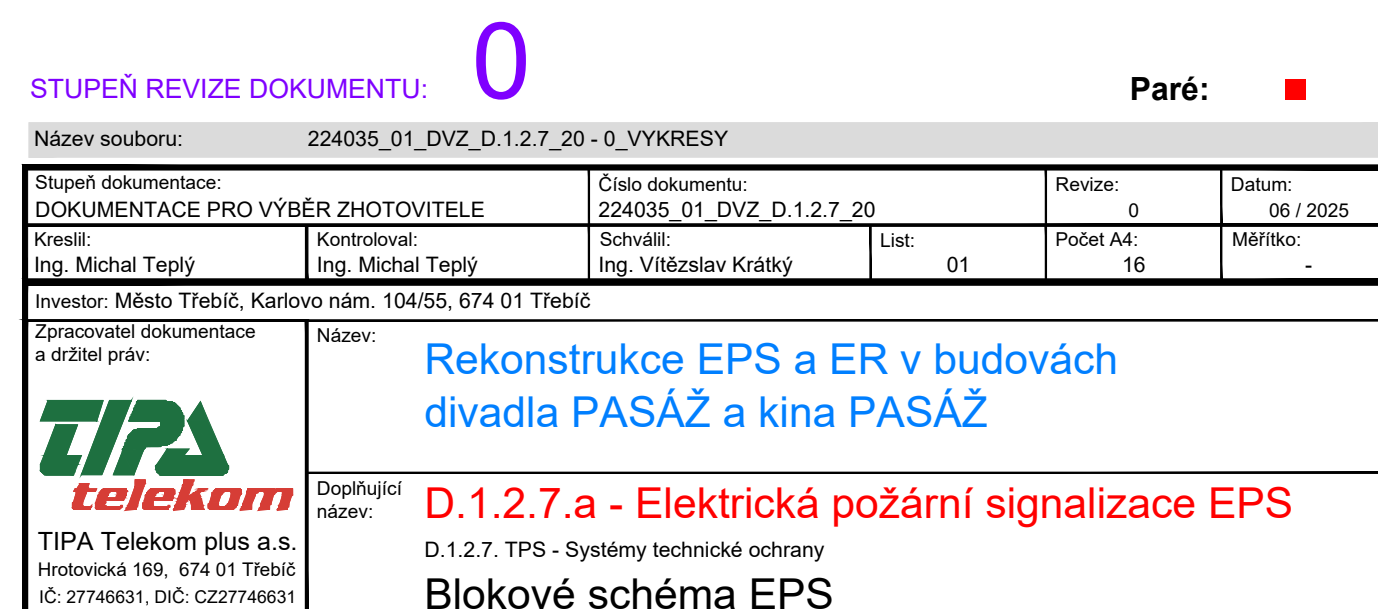 STUPEŇ REVIZE DOKUMENTU: 0
Paré:
Název souboru: 224035_01_DVZ_D.1.2.7_20 - 0_VYKRESY
Stupeň dokumentace: Číslo dokumentu: Revize: Datum:
DOKUMENTACE PRO VÝBĚR ZHOTOVITELE 224035_01_DVZ_D.1.2.7_20 0 06 / 2025
Kreslil: Kontroloval: Schválil: List: Počet A4: Měřítko:
Ing. Michal Teplý Ing. Michal Teplý Ing. Vítězslav Krátký 01 16 -
Investor: Město Třebíč, Karlovo nám. 104/55, 674 01 Třebíč
Zpracovatel dokumentace
a držitel práv:
TIPA
telekom
TIPA Telekom plus a.s.
Hrotovická 169, 674 01 Třebíč
IČ: 27746631, DIČ: CZ27746631
Název:
Rekonstrukce EPS a ER v budovách
divadla PASÁŽ a kina PASÁŽ
Doplňující
název:
D.1.2.7.a - Elektrická požární signalizace EPS
D.1.2.7. TPS - Systémy technické ochrany
Blokové schéma EPS